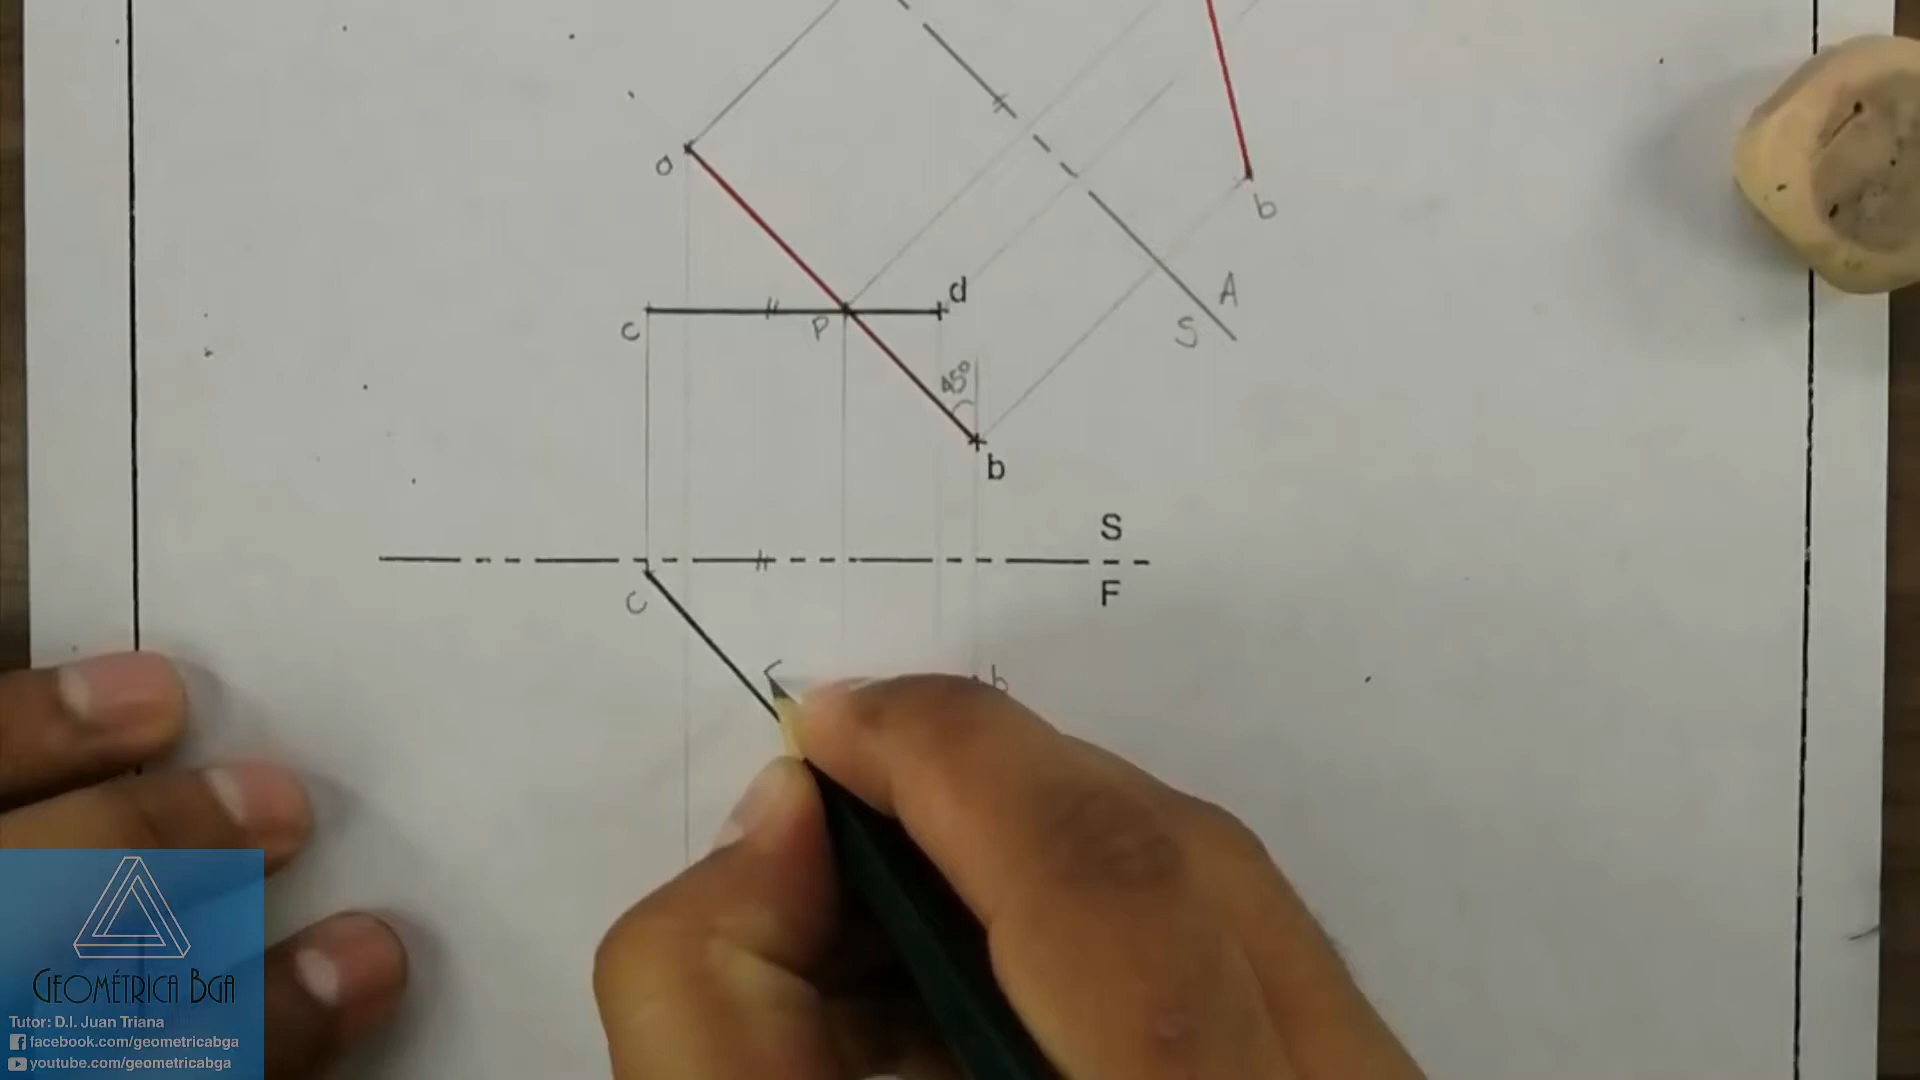 a
b
c
p
d
45°
A
S
b
S
F
c
b
GEOMÉTRICA BGA
Tutor: D.I. Juan Triana
facebook.com/geometricabga
youtube.com/geometricabga